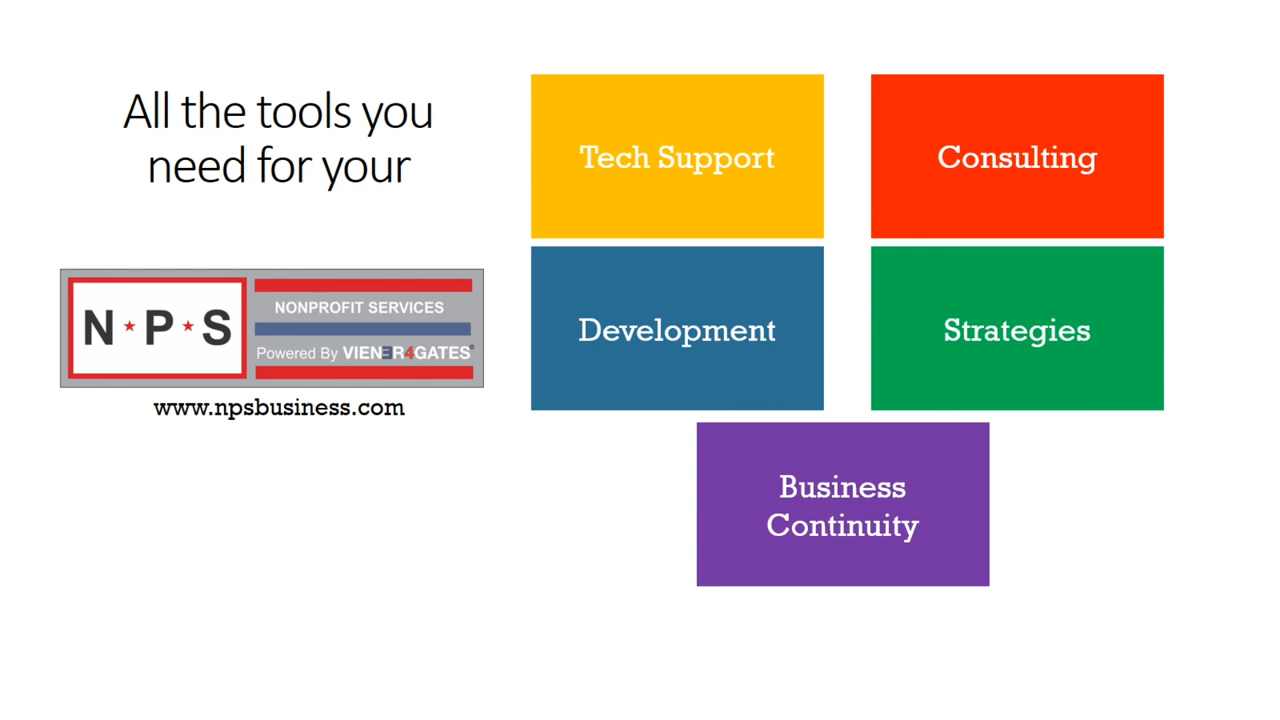 All the tools you
need for your
N ★ P ★ S
NONPROFIT SERVICES
Powered By VIENER4GATES®
www.npsbusiness.com
Tech Support
Consulting
Development
Strategies
Business
Continuity